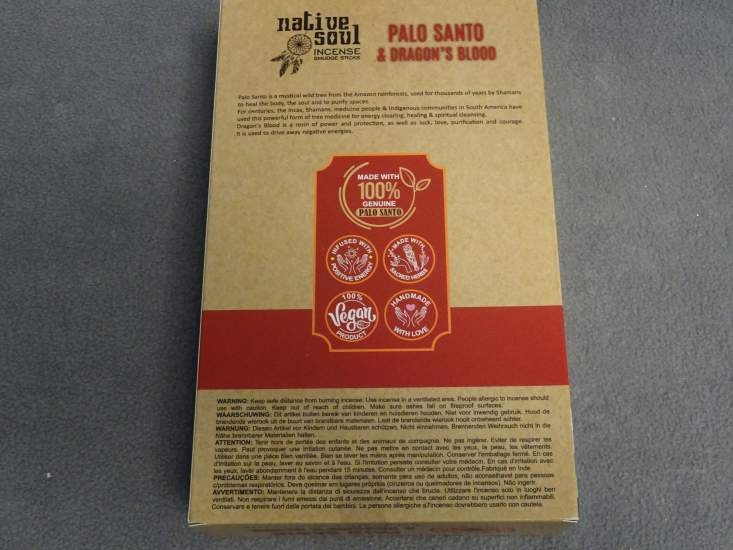 native
soul
INCENSE
SMUDGE STICKS
PALO SANTO
& DRAGON'S BLOOD
Palo Santo is a mystical wild tree from the Amazon rainforests, used for thousands of years by Shamans
to heal the body, the soul and to purify spaces.
For centuries, the Incas, Shamans, medicine people & Indigenous communities in South America have
used this powerful form of tree medicine for energy clearing, healing & spiritual cleansing.
Dragon's Blood is a resin of power and protection, as well as luck, love, purification and courage.
It is used to drive away negative energies.
MADE WITH
100%
GENUINE
PALO SANTO
INFUSED WITH
POSITIVE ENERGY
MADE WITH
SACRED HERBS
100%
Vegan
PRODUCT
HANDMADE
WITH LOVE
WARNING: Keep safe distance from burning incense. Use incense in a ventilated area. People allergic to incense should
use with caution. Keep out of reach of children. Make sure ashes fall on fireproof surfaces.
WAARSCHUWING: Dit artikel buiten bereik van kinderen en huisdieren houden. Niet voor inwendig gebruik. Houd de
brandende wierook uit de buurt van brandbare materialen. Laat de brandende wierook nooit onbeheerd achter.
WARNUNG: Diesen Artikel vor Kindern und Haustieren schützen. Nicht einnehmen. Brennenden Weihrauch nicht in die
Nähe brennbarer Materialien halten.
ATTENTION: Tenir hors de portée des enfants et des animaux de compagnie. Ne pas ingérer. Eviter de respirer les
vapeurs. Peut provoquer une irritation cutanée. Ne pas mettre en contact avec les yeux, la peau, les vêtements.
Utiliser dans une pièce bien ventilée. Bien se laver les mains après manipulation. Conserver l'emballage fermé. En cas
d'irritation sur la peau, laver au savon et à l'eau. Si l'irritation persiste consulter votre médecin. En cas d'irritation avec
les yeux, laver abondamment à l'eau pendant 15 minutes. Consulter un médecin pour contrôle.Fabriqué en Inde.
PRECAUÇÕES: Manter fora do alcance das crianças, somente para uso de adultos, não aconselhavel para pessoas
c/problemas respiratórios. Deve queimar em lugares próprios (cinzeiros ou queimadores de incensos). Não ingerir.
AVVERTIMENTO: Mantenere la distanza di sicurezza dall'incenso che brucia. Utilizzare l'incenso solo in luoghi ben
ventilati. Non respirare i fumi emessi dai punti di emissione. Accertarsi che ceneri cadano su superfici non infiammabili.
Conservare e tenere fuori della portata dei bambini. Le persone allergiche a l'incenso dovrebbero usarlo con cautela.